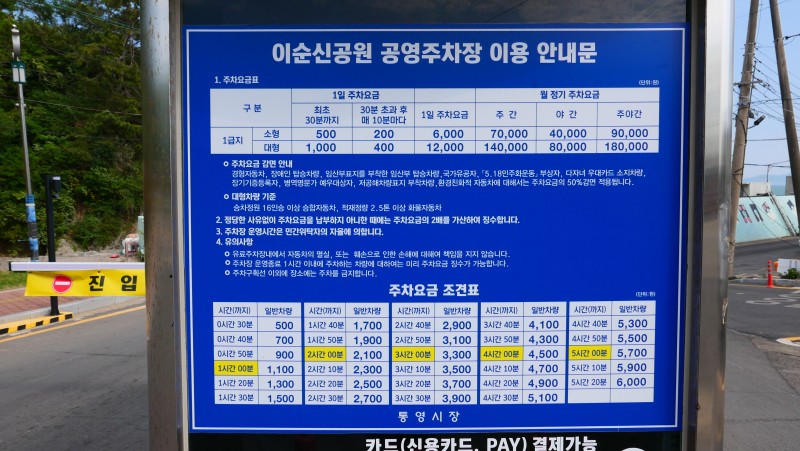 이순신공원 공영주차장 이용 안내문
1. 주차요금표
(단위:원)
구 분 1일 주차요금 월 정기 주차요금
최초 30분까지 30분 초과 후 매 10분마다 1일 주차요금 주 간 야 간 주야간
1급지 소형 500 200 6,000 70,000 40,000 90,000
대형 1,000 400 12,000 140,000 80,000 180,000
주차요금 감면 안내
경형자동차, 장애인 탑승차량, 임산부표지를 부착한 임산부 탑승차량, 국가유공자, 「5.18민주화운동」 부상자, 다자녀 우대카드 소지차량,
장기기증등록자, 병역명문가 예우대상자, 저공해차량표지 부착차량, 환경친화적 자동차에 대해서는 주차요금의 50%감면 적용됩니다.
대형차량 기준
승차정원 16인승 이상 승합자동차, 적재정량 2.5톤 이상 화물자동차
2. 정당한 사유없이 주차요금을 납부하지 아니한 때에는 주차요금의 2배를 가산하여 징수합니다.
3. 주차장 운영시간은 민간위탁자의 자율에 의합니다.
4. 유의사항
유료주차장내에서 자동차의 멸실, 또는 훼손으로 인한 손해에 대하여 책임을 지지 않습니다.
주차장 운영종료 1시간 이내에 주차하는 차량에 대하여는 미리 주차요금 징수가 가능합니다.
주차구획선 이외에 장소에는 주차를 금지합니다.
주차요금 조견표
(단위:원)
시간(까지) 일반차량 시간(까지) 일반차량 시간(까지) 일반차량 시간(까지) 일반차량 시간(까지) 일반차량
0시간 30분 500 1시간 40분 1,700 2시간 40분 2,900 3시간 40분 4,100 4시간 40분 5,300
0시간 40분 700 1시간 50분 1,900 2시간 50분 3,100 3시간 50분 4,300 4시간 50분 5,500
0시간 50분 900 2시간 00분 2,100 3시간 00분 3,300 4시간 00분 4,500 5시간 00분 5,700
1시간 00분 1,100 2시간 10분 2,300 3시간 10분 3,500 4시간 10분 4,700 5시간 10분 5,900
1시간 20분 1,300 2시간 20분 2,500 3시간 20분 3,700 4시간 20분 4,900 5시간 20분 6,000
1시간 30분 1,500 2시간 30분 2,700 3시간 30분 3,900 4시간 30분 5,100
통영시장
카드(신용카드, PAY) 결제가능
진입